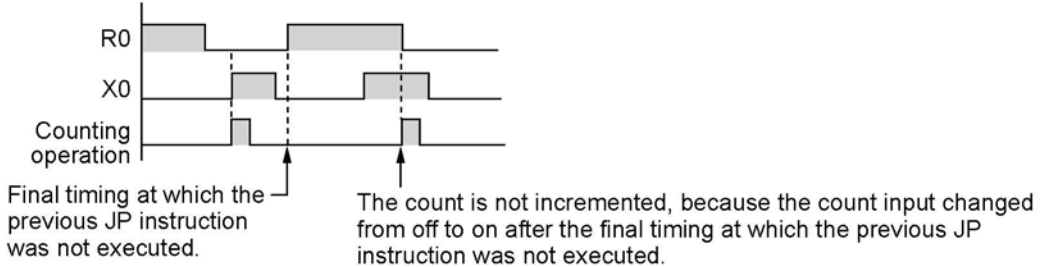 R0
X0
Counting
operation
Final timing at which the
previous JP instruction
was not executed.
The count is not incremented, because the count input changed
from off to on after the final timing at which the previous JP
instruction was not executed.